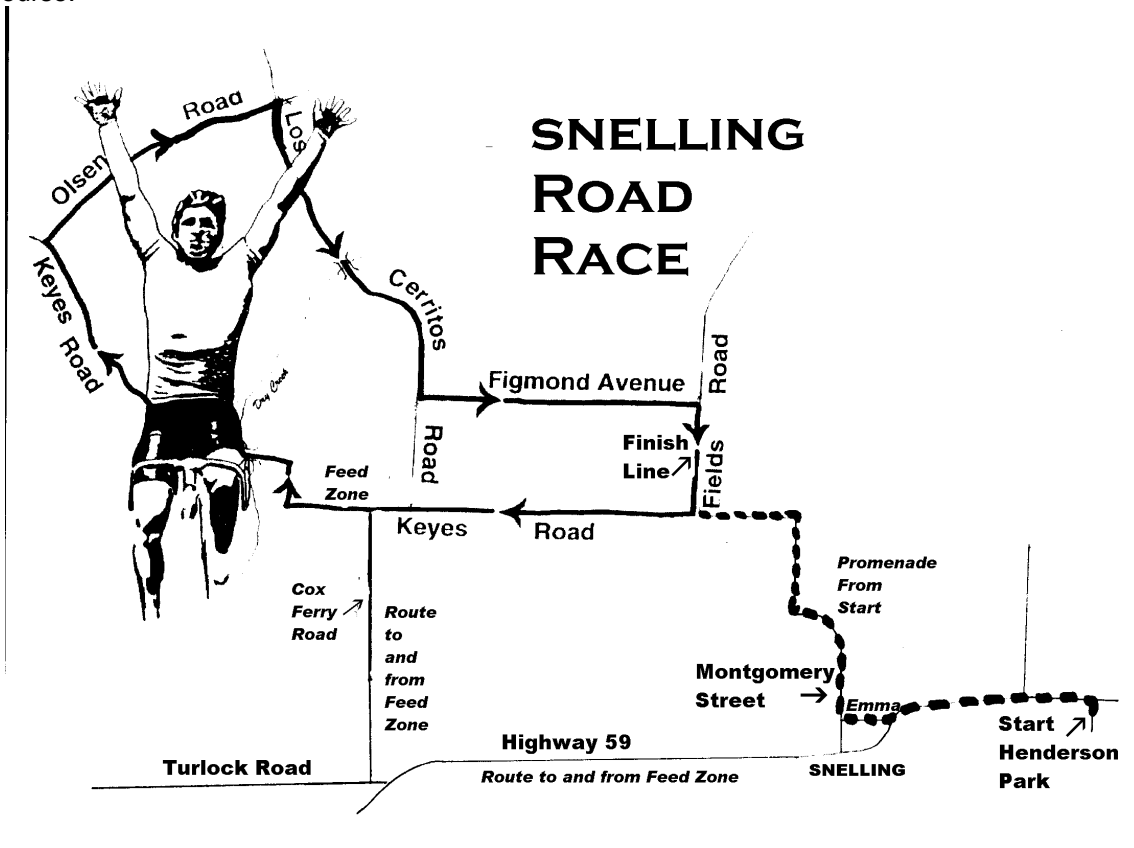 SNELLING
ROAD
RACE
Olsen
Road
Los
Cerritos
Road
Keyes Road
Dry Creek
Figmond Avenue
Road
Fields
Finish
Line
Feed
Zone
Keyes
Road
Cox
Ferry
Road
Route
to
and
from
Feed
Zone
Promenade
From
Start
Montgomery
Street
Emma
Start
Henderson
Park
Highway 59
Turlock Road
Route to and from Feed Zone
SNELLING